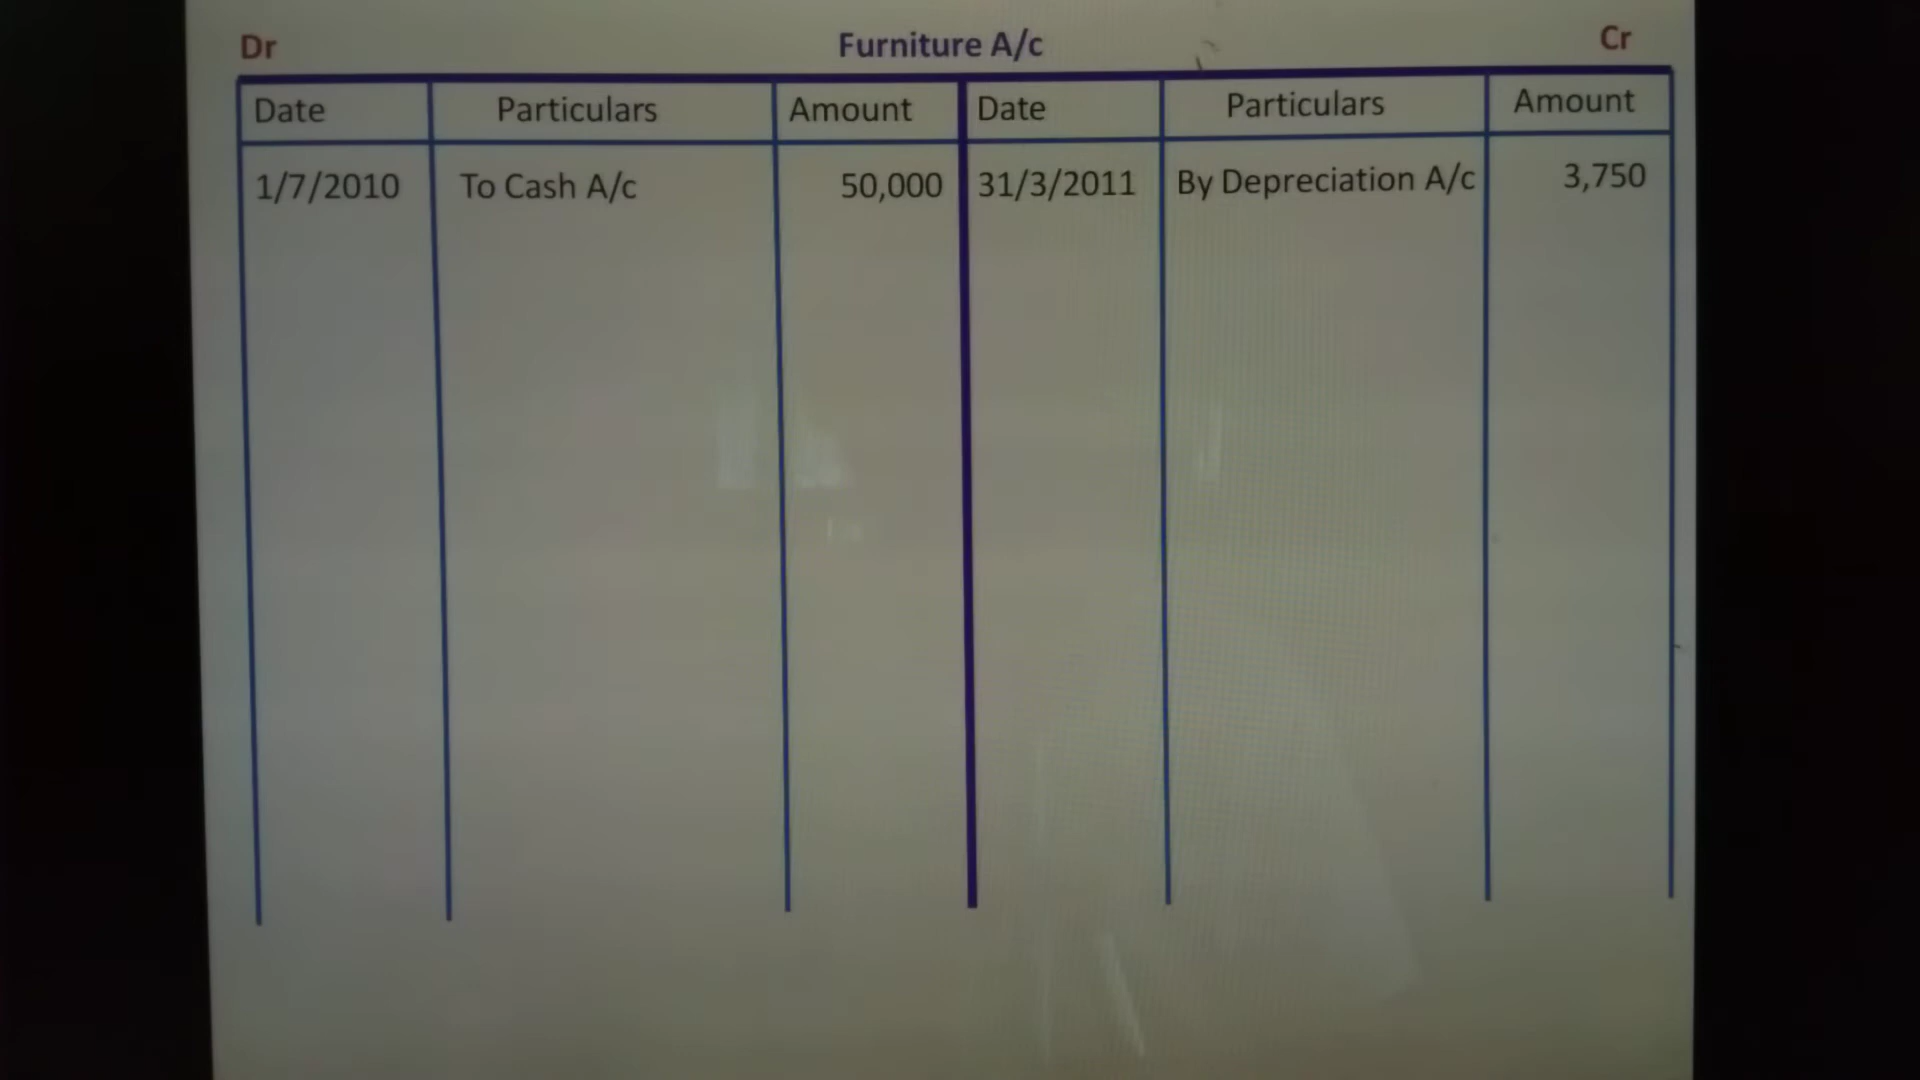 Dr Furniture A/c Cr
Date Particulars Amount Date Particulars Amount
1/7/2010 To Cash A/c 50,000 31/3/2011 By Depreciation A/c 3,750